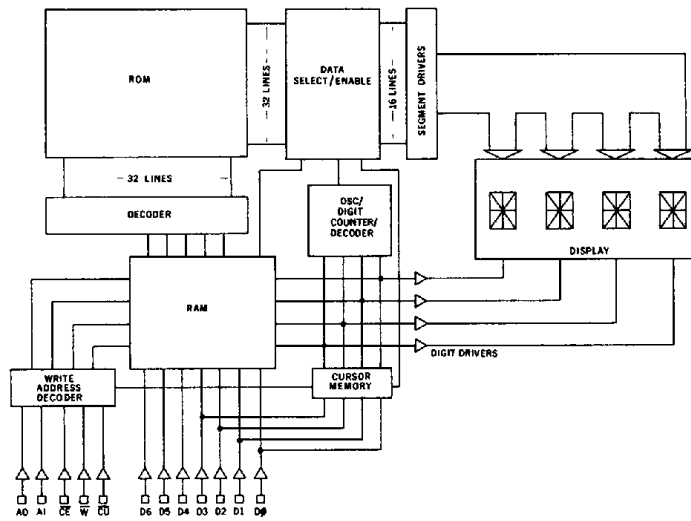 ROM
32 LINES
DATA
SELECT/ENABLE
16 LINES
SEGMENT DRIVERS
- 32 LINES -
DECODER
OSC/
DIGIT
COUNTER/
DECODER
DISPLAY
RAM
DIGIT DRIVERS
WRITE
ADDRESS
DECODER
CURSOR
MEMORY
A0 A1 CE W CU D6 D5 D4 D3 D2 D1 DØ